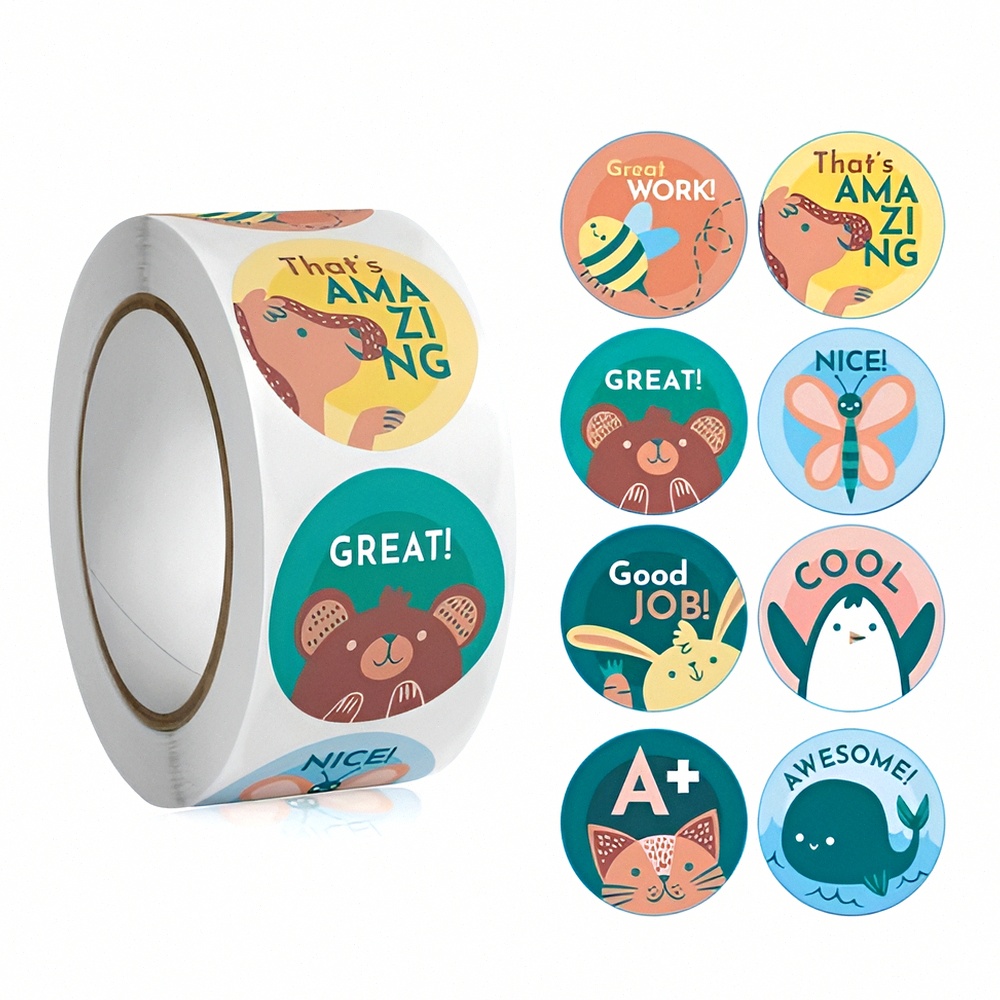 That's
AMA
ZI
NG
GREAT!
NICE!
Great
WORK!
That's
AMA
ZI
NG
GREAT!
NICE!
Good
JOB!
COOL
A+
AWESOME!